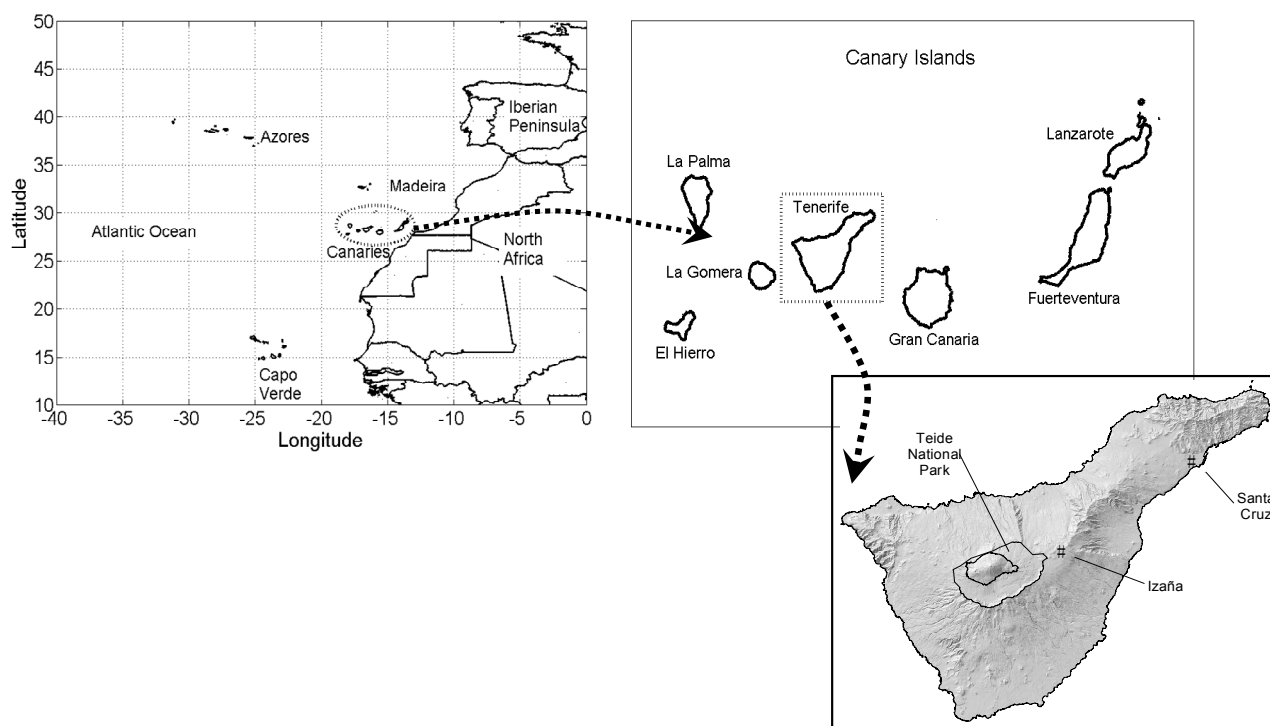 50
45
40
35
30
25
20
15
10
Latitude
-40
-35
-30
-25
-20
-15
-10
-5
0
Longitude
Azores
Iberian
Peninsula
Madeira
Atlantic Ocean
Canaries
North
Africa
Capo
Verde
Canary Islands
Lanzarote
La Palma
Tenerife
La Gomera
Fuerteventura
El Hierro
Gran Canaria
Teide
National
Park
#
Santa
Cruz
#
Izaña